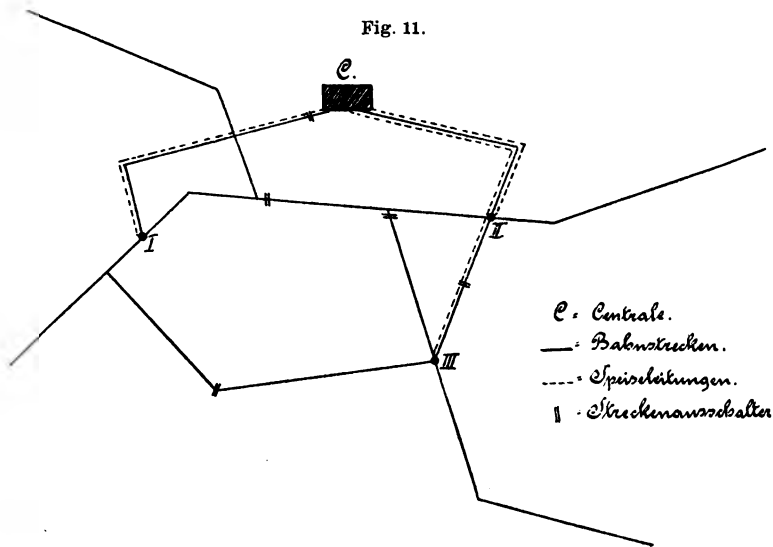 Fig. 11.
C.
I
II
III
C = Centrale.
= Bahnstrecken.
= Speiseleitungen.
= Streckenausschalter